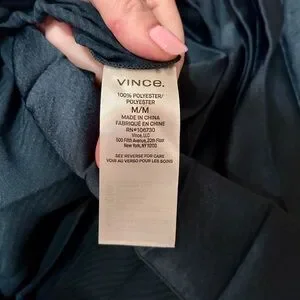 VINCE.
100% POLYESTER/
POLYESTER
M/M
MADE IN CHINA
FABRIQUÉ EN CHINE
RN#106730
Vince, LLC
500 Fifth Avenue, 20th Floor
New York, NY 10110
SEE REVERSE FOR CARE
VOIR AU VERSO POUR LES SOINS